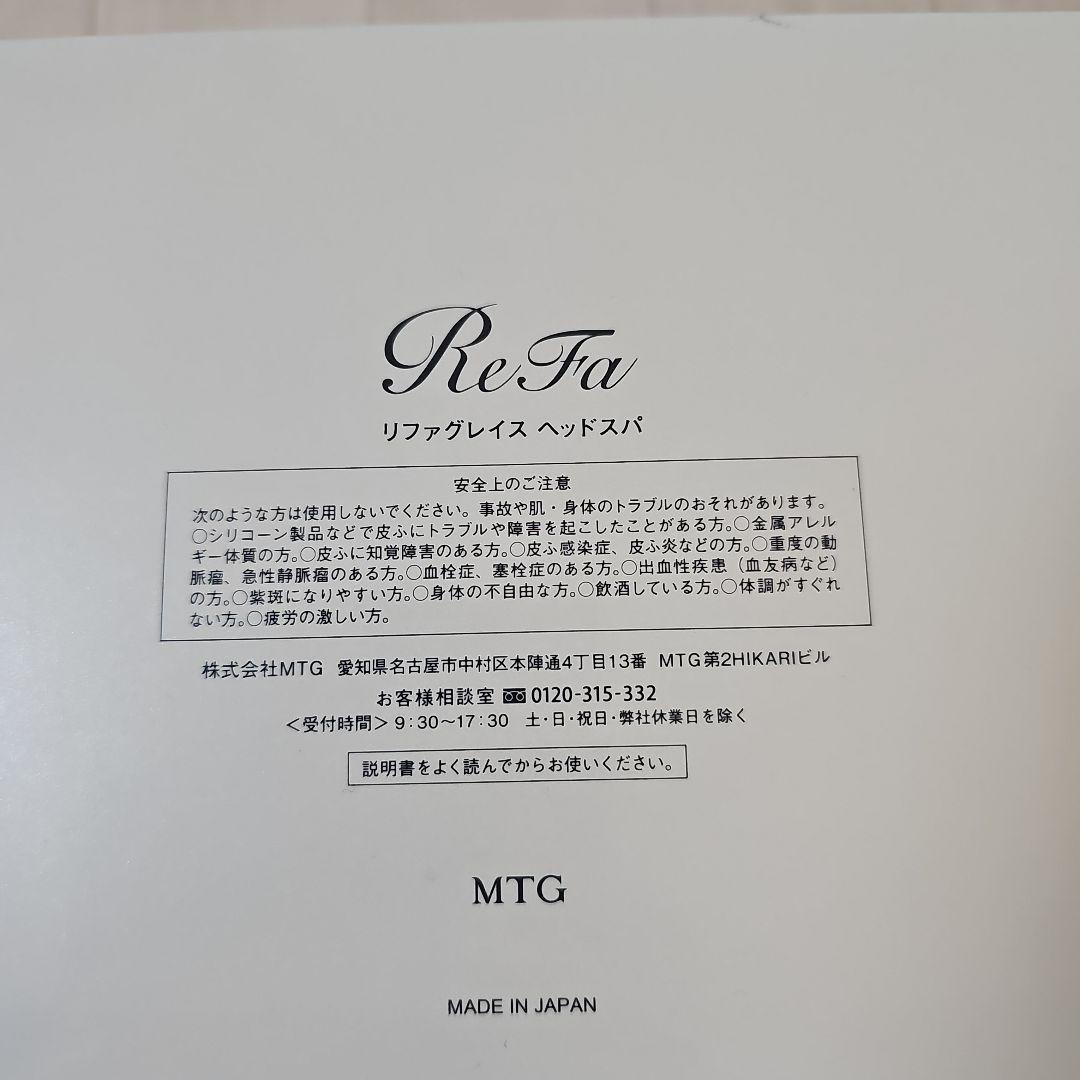 ReFa
リファグレイス ヘッドスパ
安全上のご注意
次のような方は使用しないでください。事故や肌・身体のトラブルのおそれがあります。
○シリコーン製品などで皮ふにトラブルや障害を起こしたことがある方。○金属アレル
ギー体質の方。○皮ふに知覚障害のある方。○皮ふ感染症、皮ふ炎などの方。○重度の動
脈瘤、急性静脈瘤のある方。○血栓症、塞栓症のある方。○出血性疾患（血友病など）
の方。○紫斑になりやすい方。○身体の不自由な方。○飲酒している方。○体調がすぐれ
ない方。○疲労の激しい方。
株式会社MTG 愛知県名古屋市中村区本陣通4丁目13番 MTG第2HIKARIビル
お客様相談室 0120-315-332
＜受付時間＞9:30～17:30 土・日・祝日・弊社休業日を除く
説明書をよく読んでからお使いください。
MTG
MADE IN JAPAN